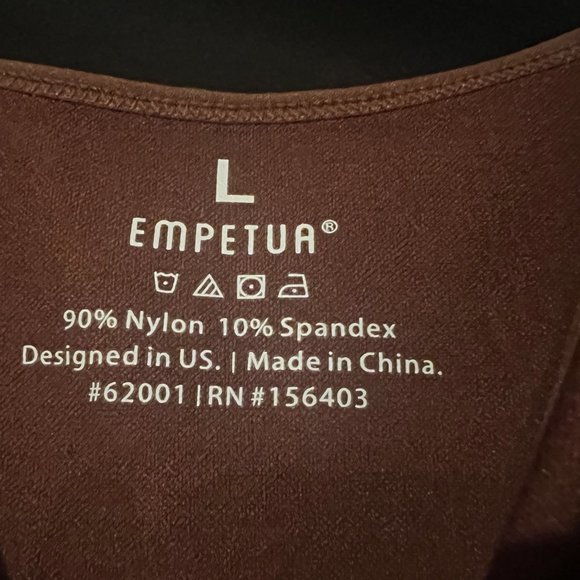 L
EMPETUA®
90% Nylon 10% Spandex
Designed in US. | Made in China.
#62001 | RN #156403